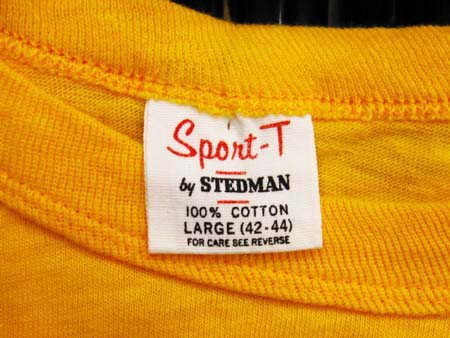 Sport-T
by STEDMAN
100% COTTON
LARGE (42-44)
FOR CARE SEE REVERSE